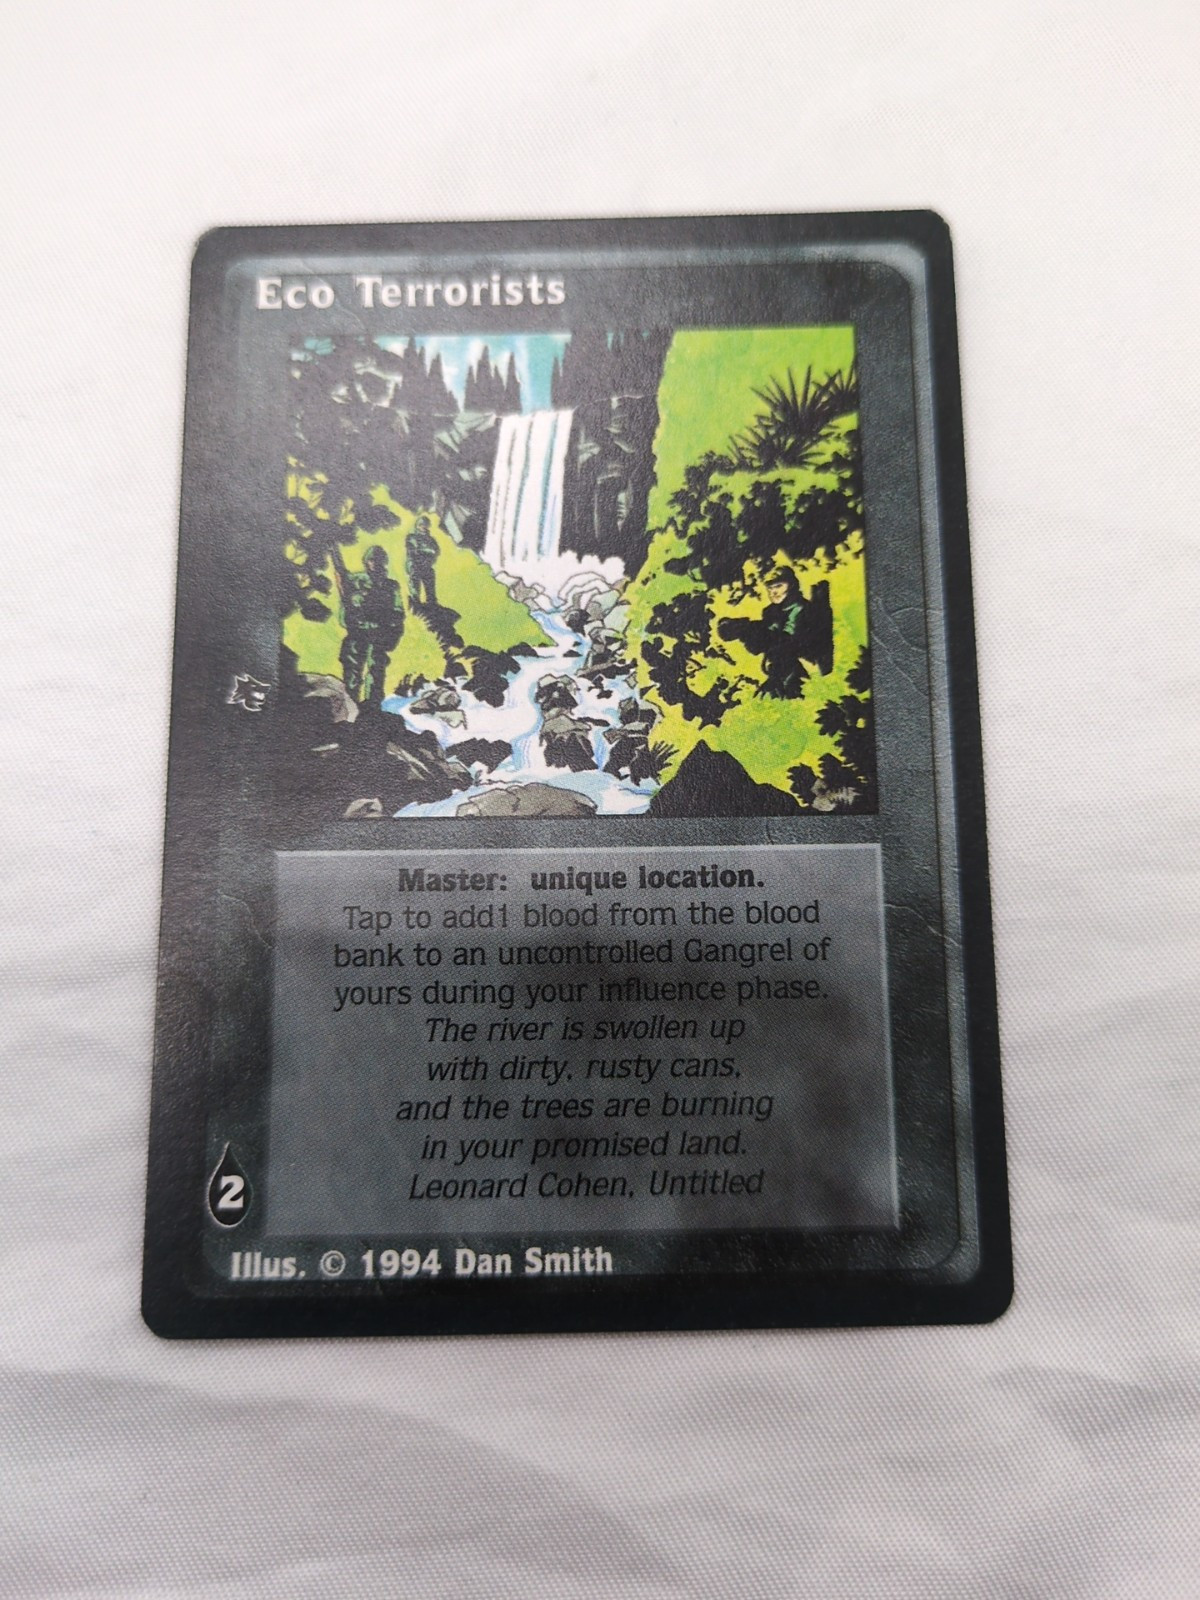 Eco Terrorists
Master: unique location.
Tap to add1 blood from the blood
bank to an uncontrolled Gangrel of
yours during your influence phase.
The river is swollen up
with dirty, rusty cans,
and the trees are burning
in your promised land.
Leonard Cohen, Untitled
2
Illus. © 1994 Dan Smith